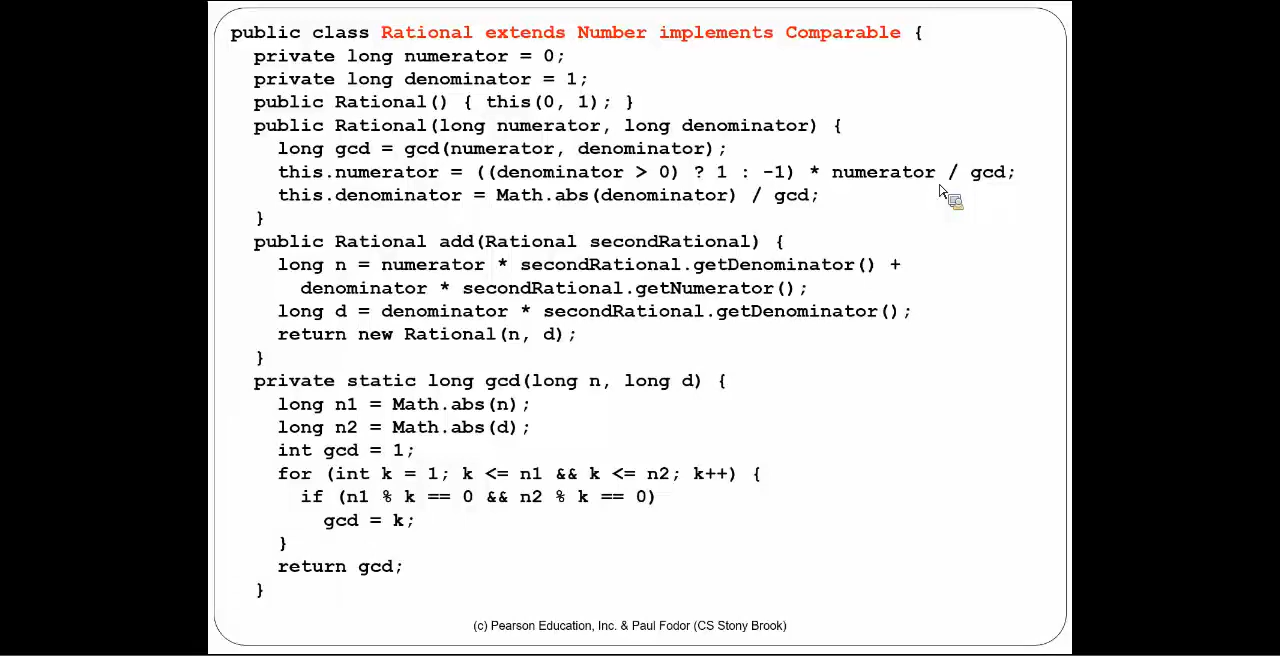 public class Rational extends Number implements Comparable {
private long numerator = 0;
private long denominator = 1;
public Rational() { this(0, 1); }
public Rational(long numerator, long denominator) {
long gcd = gcd(numerator, denominator);
this.numerator = ((denominator > 0) ? 1 : -1) * numerator / gcd;
this.denominator = Math.abs(denominator) / gcd;
}
public Rational add(Rational secondRational) {
long n = numerator * secondRational.getDenominator() +
denominator * secondRational.getNumerator();
long d = denominator * secondRational.getDenominator();
return new Rational(n, d);
}
private static long gcd(long n, long d) {
long n1 = Math.abs(n);
long n2 = Math.abs(d);
int gcd = 1;
for (int k = 1; k <= n1 && k <= n2; k++) {
if (n1 % k == 0 && n2 % k == 0)
gcd = k;
}
return gcd;
}
(c) Pearson Education, Inc. & Paul Fodor (CS Stony Brook)